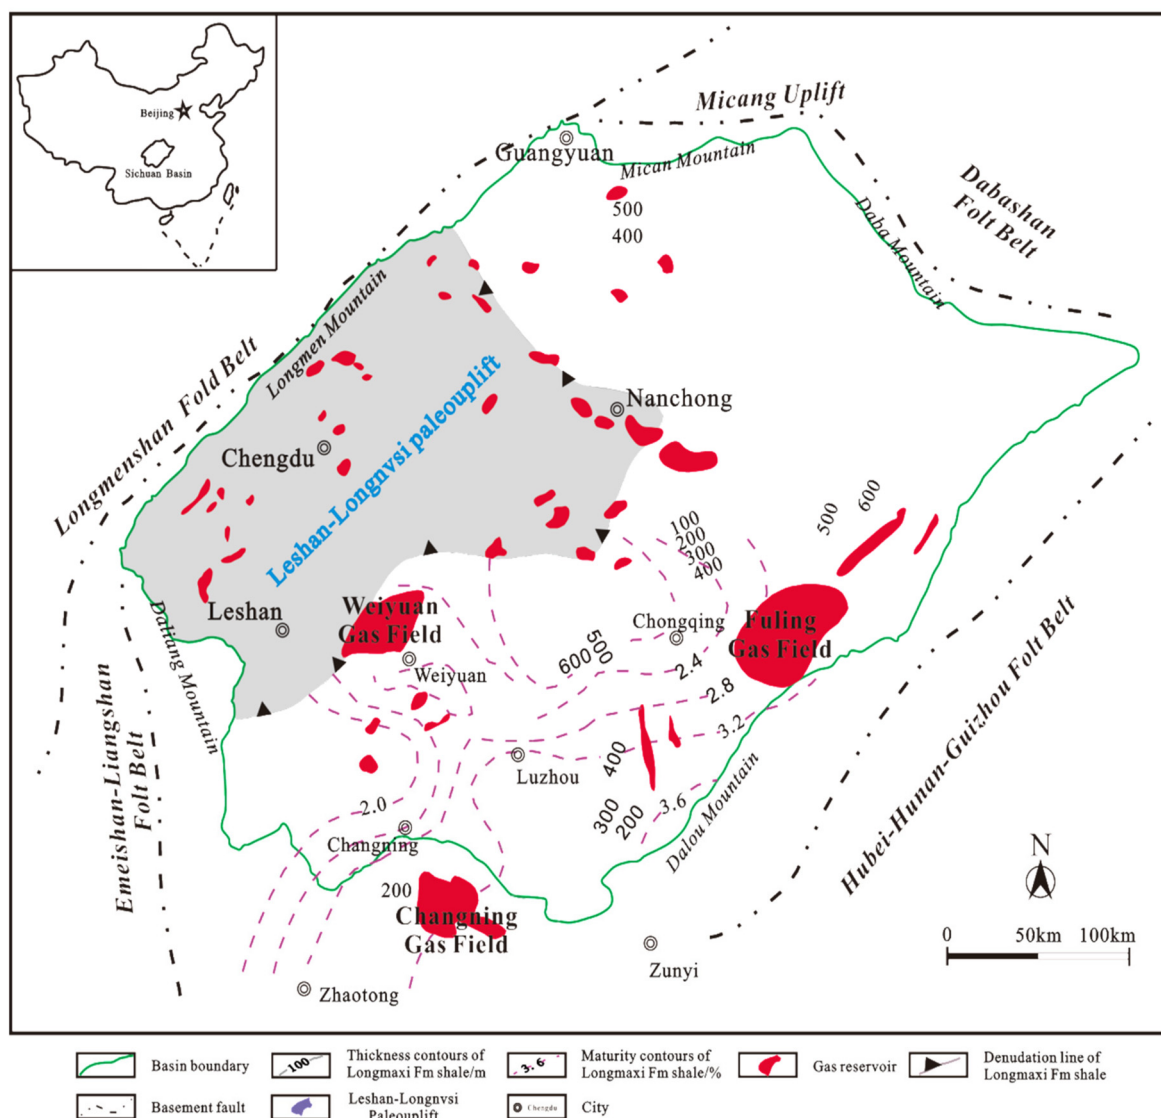 Beijing
Sichuan Basin
Micang Uplift
Guangyuan
Mican Mountain
500
400
Dabashan
Folt Belt
Daba Mountain
Longmen Mountain
Longmenshan Fold Belt
Leshan-Longnvsi paleouplift
Nanchong
Chengdu
500
600
100
200
300
400
Leshan
Weiyuan
Gas Field
Weiyuan
Chongqing
Fuling
Gas Field
600
500
2.4
2.8
3.2
Daliang Mountain
Emeishan-Liangshan
Folt Belt
Hubei-Hunan-Guizhou Folt Belt
Luzhou
400
300
200
3.6
Dalou Mountain
2.0
Changning
200
Changning
Gas Field
Zhaotong
Zunyi
N
0 50km 100km
Basin boundary
100
Thickness contours of
Longmaxi Fm shale/m
3.6
Maturity contours of
Longmaxi Fm shale/%
Gas reservoir
Denudation line of
Longmaxi Fm shale
Basement fault
Leshan-Longnvsi
Paleouplift
Chengdu
City